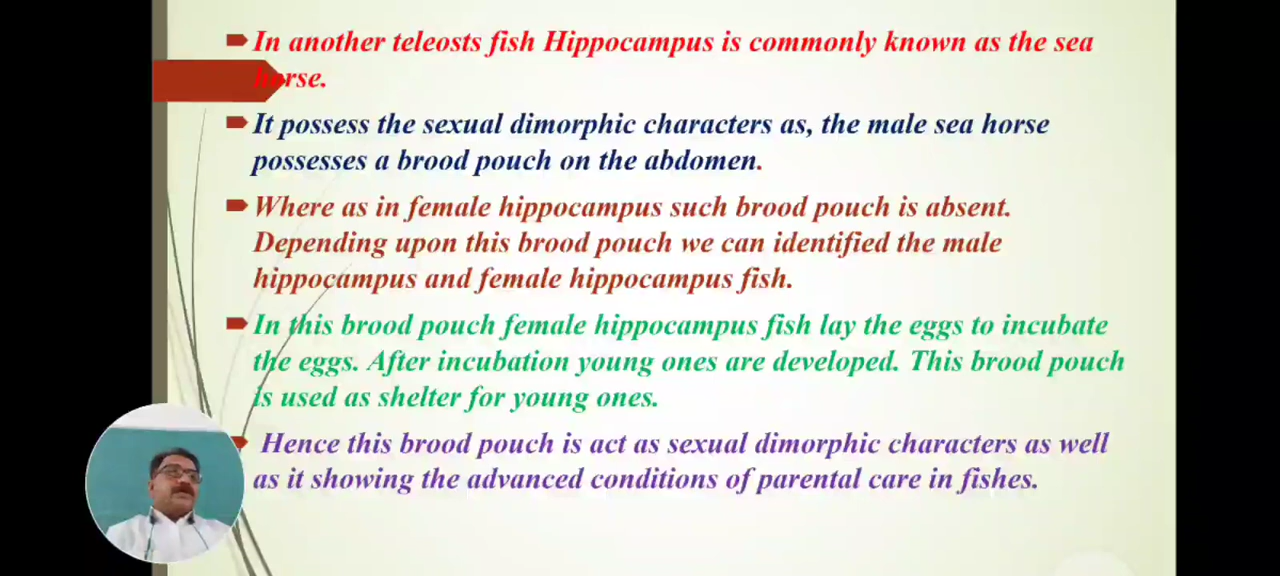 In another teleosts fish Hippocampus is commonly known as the sea
horse.
It possess the sexual dimorphic characters as, the male sea horse
possesses a brood pouch on the abdomen.
Where as in female hippocampus such brood pouch is absent.
Depending upon this brood pouch we can identified the male
hippocampus and female hippocampus fish.
In this brood pouch female hippocampus fish lay the eggs to incubate
the eggs. After incubation young ones are developed. This brood pouch
is used as shelter for young ones.
Hence this brood pouch is act as sexual dimorphic characters as well
as it showing the advanced conditions of parental care in fishes.